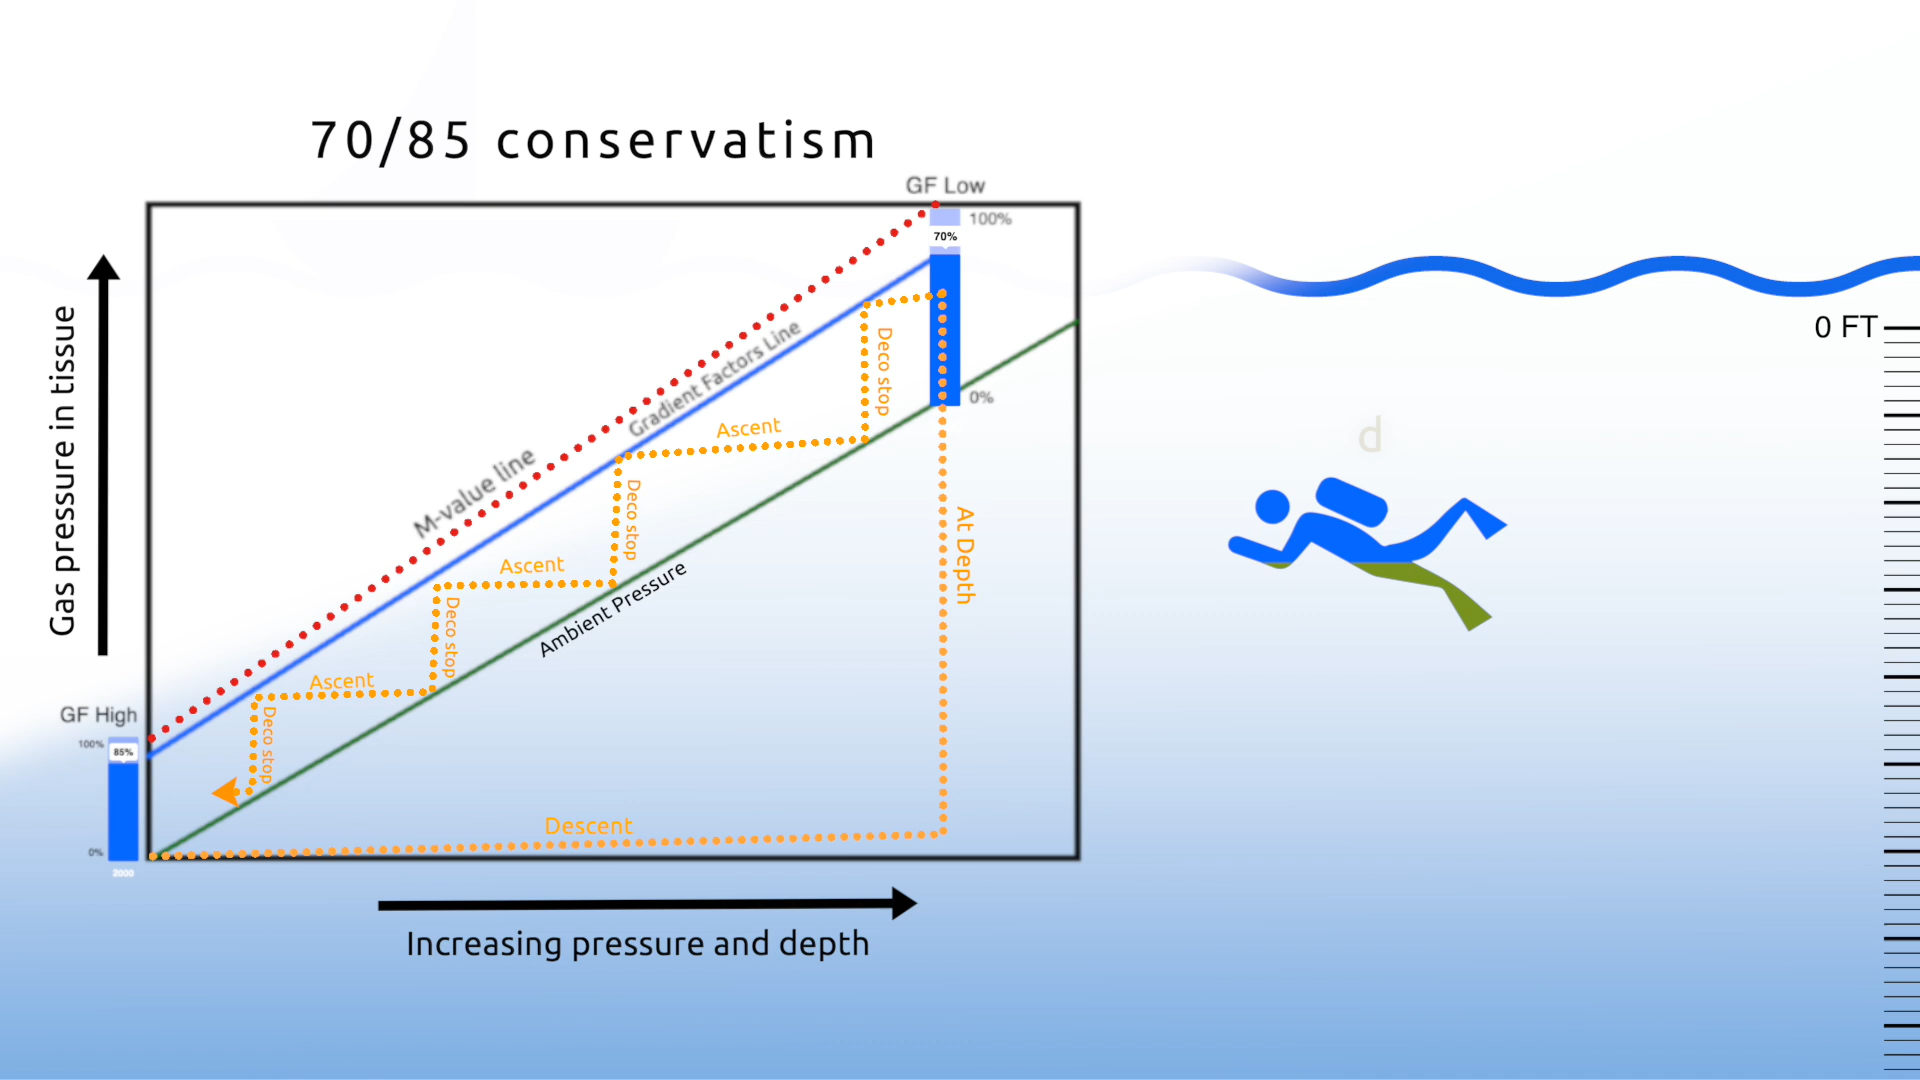 70/85 conservatism
GF Low
100%
70%
0%
Gas pressure in tissue
M-value line
Gradient Factors Line
Ambient Pressure
Deco stop
Ascent
Deco stop
Ascent
Deco stop
Ascent
Deco stop
At Depth
Descent
GF High
100%
85%
0%
2000
Increasing pressure and depth
0 FT
d